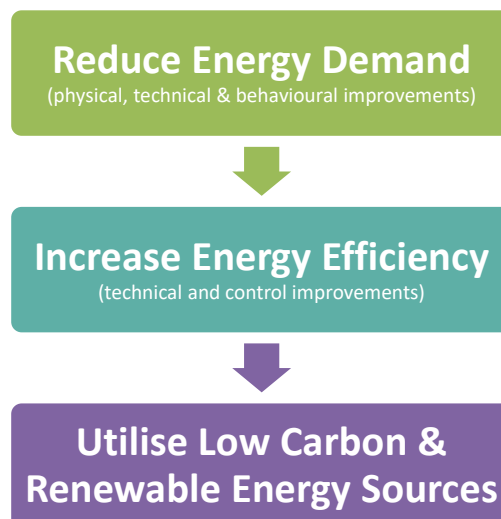 Reduce Energy Demand
(physical, technical & behavioural improvements)
Increase Energy Efficiency
(technical and control improvements)
Utilise Low Carbon &
Renewable Energy Sources